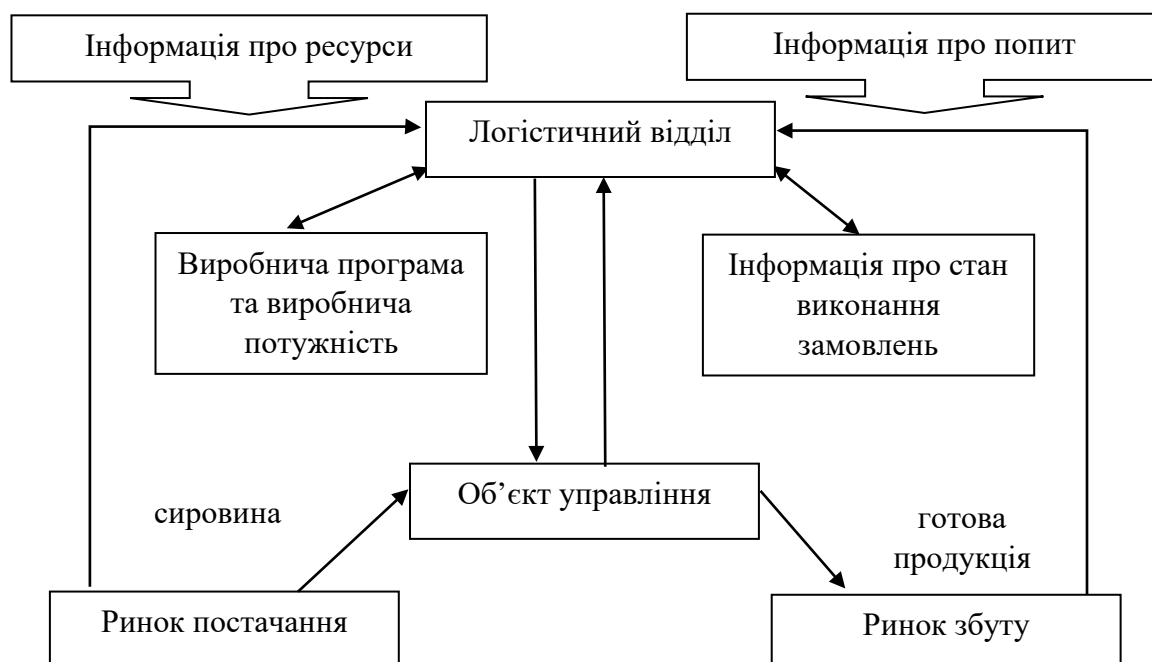 Інформація про ресурси
Інформація про попит
Логістичний відділ
Виробнича програма
та виробнича
потужність
Інформація про стан
виконання
замовлень
Об’єкт управління
сировина
готова
продукція
Ринок постачання
Ринок збуту